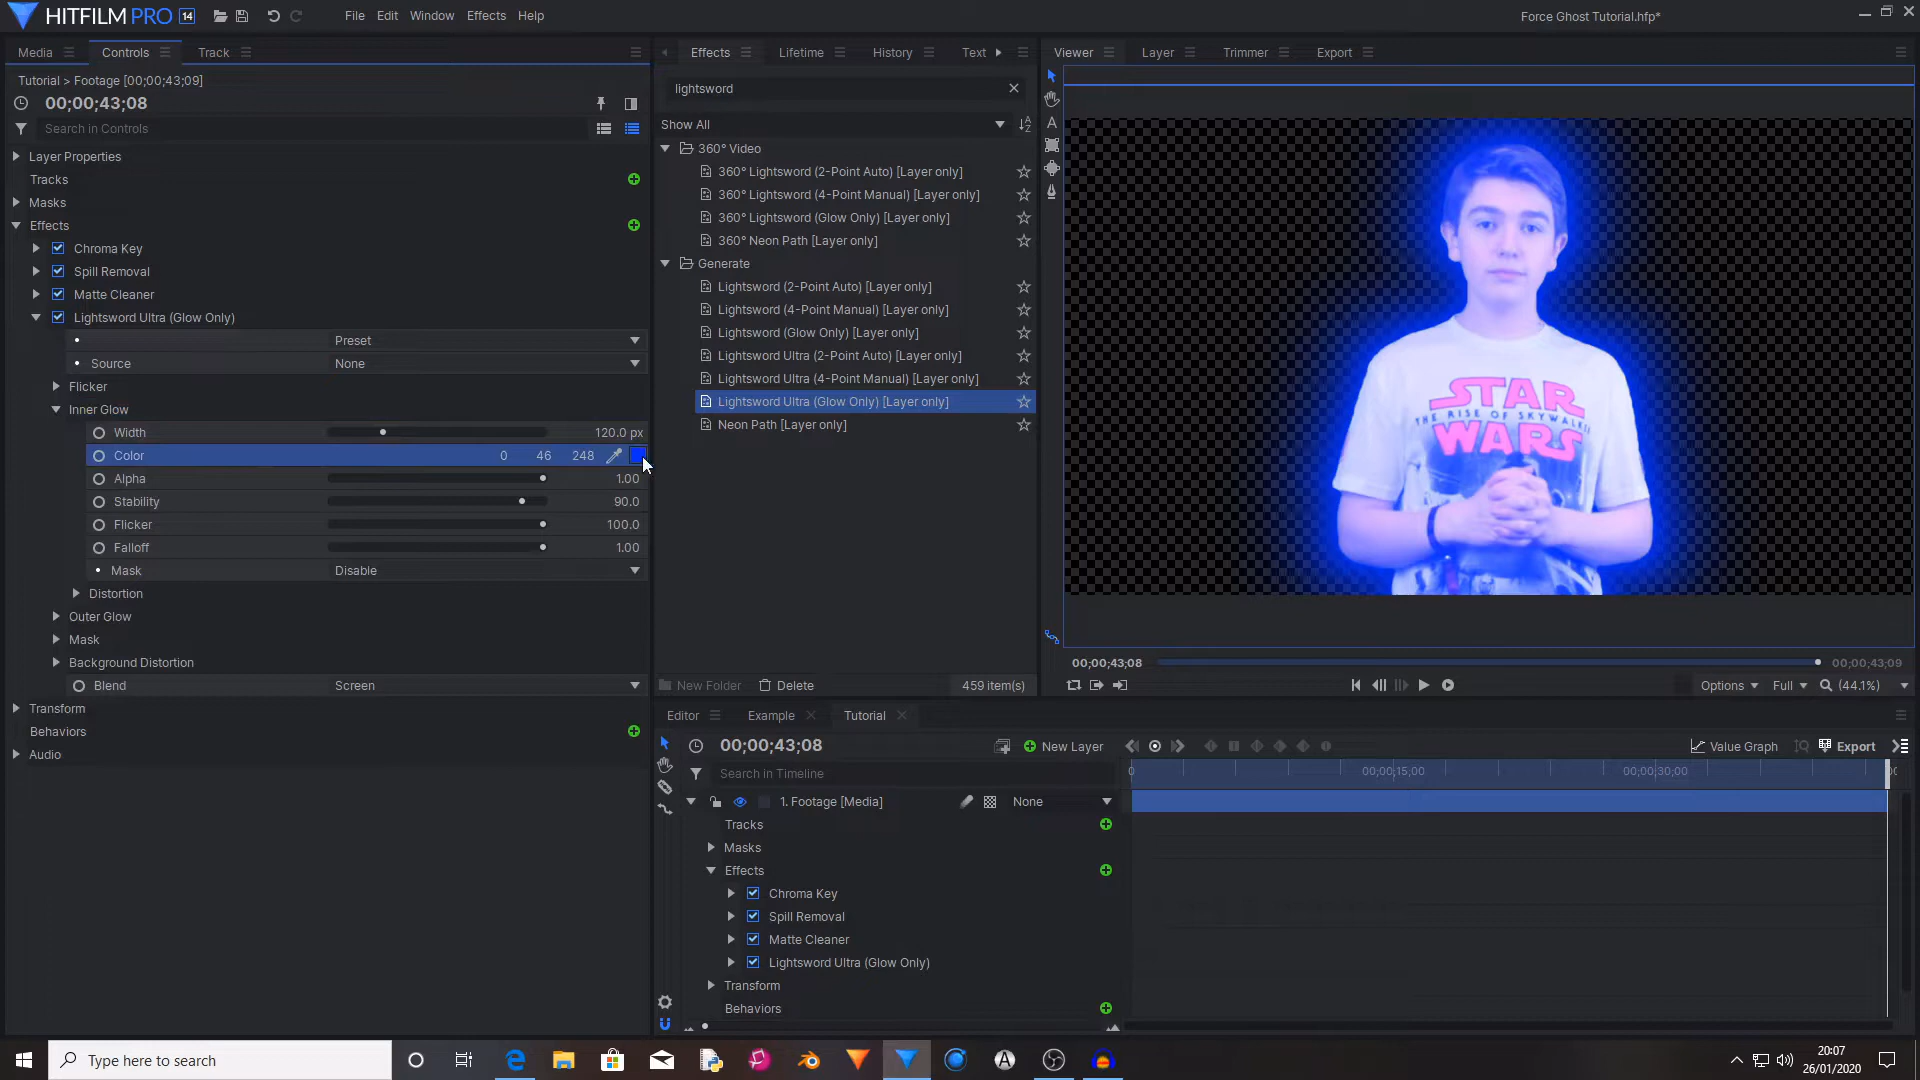 HITFILM PRO 14
File Edit Window Effects Help
Force Ghost Tutorial.hfp*
Media Controls Track
Tutorial > Footage [00;00;43;09]
00;00;43;08
Search in Controls
Layer Properties
Tracks
Masks
Effects
Chroma Key
Spill Removal
Matte Cleaner
Lightsword Ultra (Glow Only)
Preset
Source None
Flicker
Inner Glow
Width 120.0 px
Color 0 46 248
Alpha 1.00
Stability 90.0
Flicker 100.0
Falloff 1.00
Mask Disable
Distortion
Outer Glow
Mask
Background Distortion
Blend Screen
Transform
Behaviors
Audio
Effects Lifetime History Text
lightsword
Show All
360° Video
360° Lightsword (2-Point Auto) [Layer only]
360° Lightsword (4-Point Manual) [Layer only]
360° Lightsword (Glow Only) [Layer only]
360° Neon Path [Layer only]
Generate
Lightsword (2-Point Auto) [Layer only]
Lightsword (4-Point Manual) [Layer only]
Lightsword (Glow Only) [Layer only]
Lightsword Ultra (2-Point Auto) [Layer only]
Lightsword Ultra (4-Point Manual) [Layer only]
Lightsword Ultra (Glow Only) [Layer only]
Neon Path [Layer only]
New Folder Delete 459 item(s)
Viewer Layer Trimmer Export
STAR
THE RISE OF SKYWALKER
WARS
00;00;43;08 00;00;43;09
Options Full (44.1%)
Editor Example Tutorial
00;00;43;08 New Layer Value Graph Export
Search in Timeline
0 00;00;15;00 00;00;30;00
1. Footage [Media] None
Tracks
Masks
Effects
Chroma Key
Spill Removal
Matte Cleaner
Lightsword Ultra (Glow Only)
Transform
Behaviors
Type here to search
20:07
26/01/2020